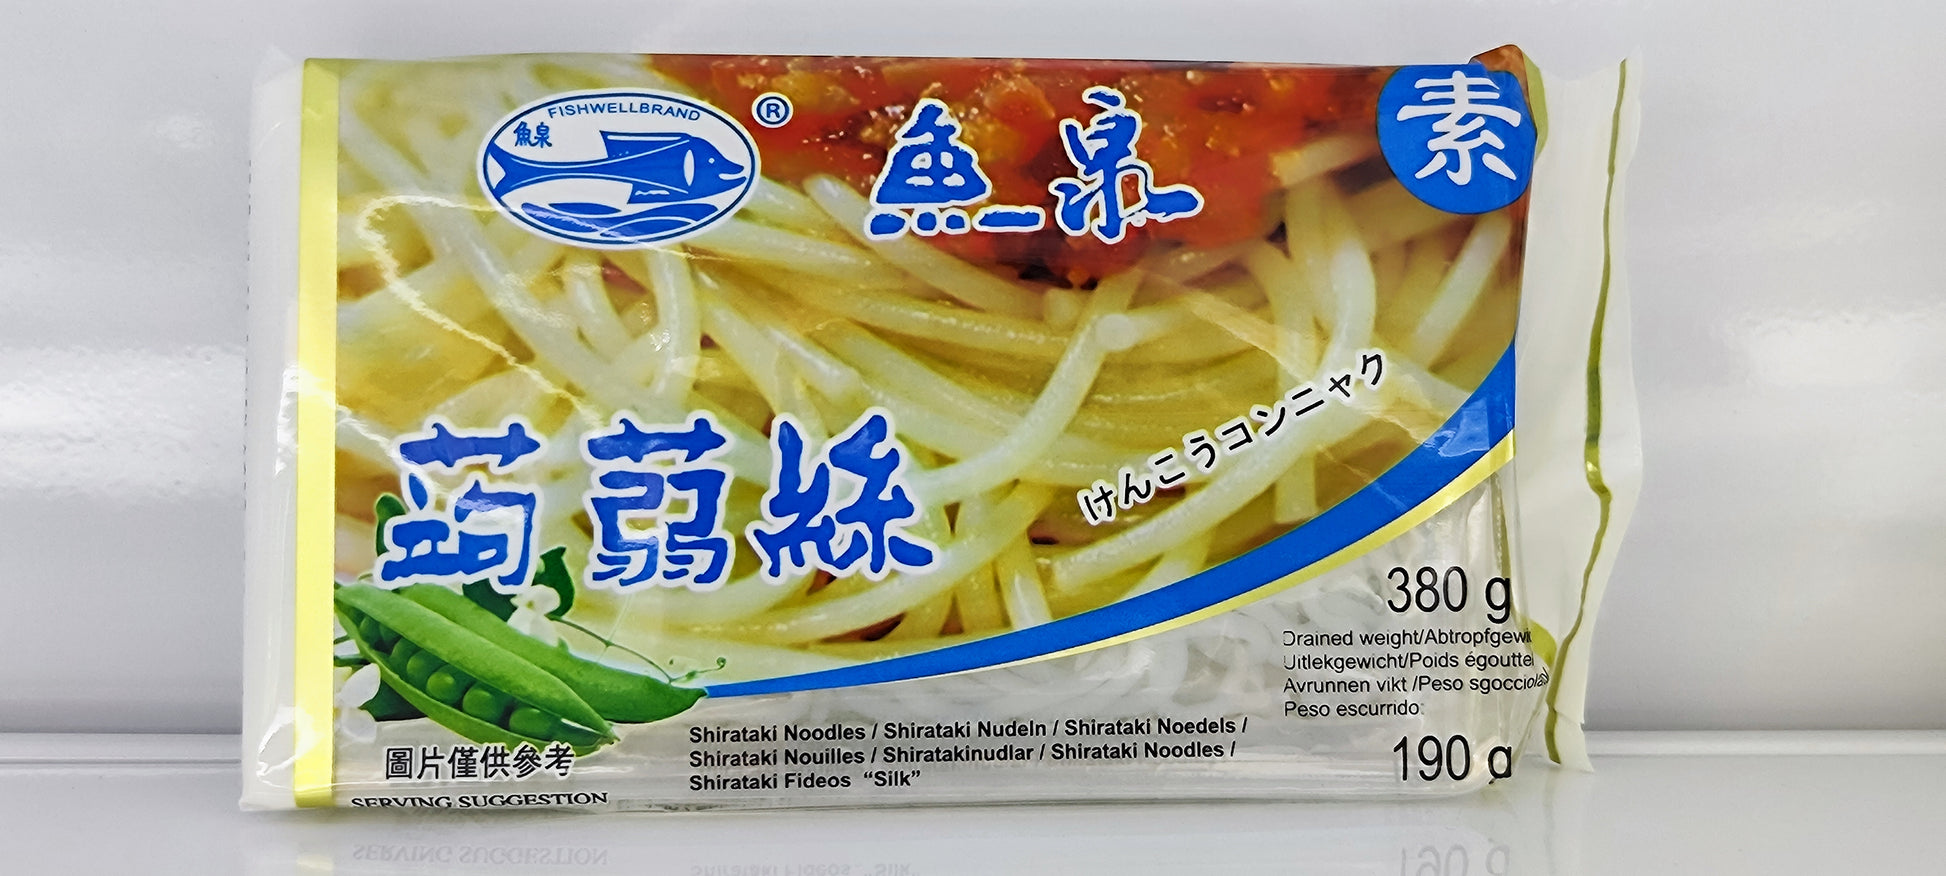 FISHWELLBRAND
魚泉
®
魚泉
素
蒟蒻絲
けんこうコンニャク
380 g
Drained weight/Abtropfgewi
Uitlekgewicht/Poids égoutte
Avrunnen vikt /Peso sgocciola
Peso escurrido:
190 g
Shirataki Noodles / Shirataki Nudeln / Shirataki Noedels /
Shirataki Nouilles / Shiratakinudlar / Shirataki Noodles /
Shirataki Fideos “Silk”
圖片僅供參考
SERVING SUGGESTION